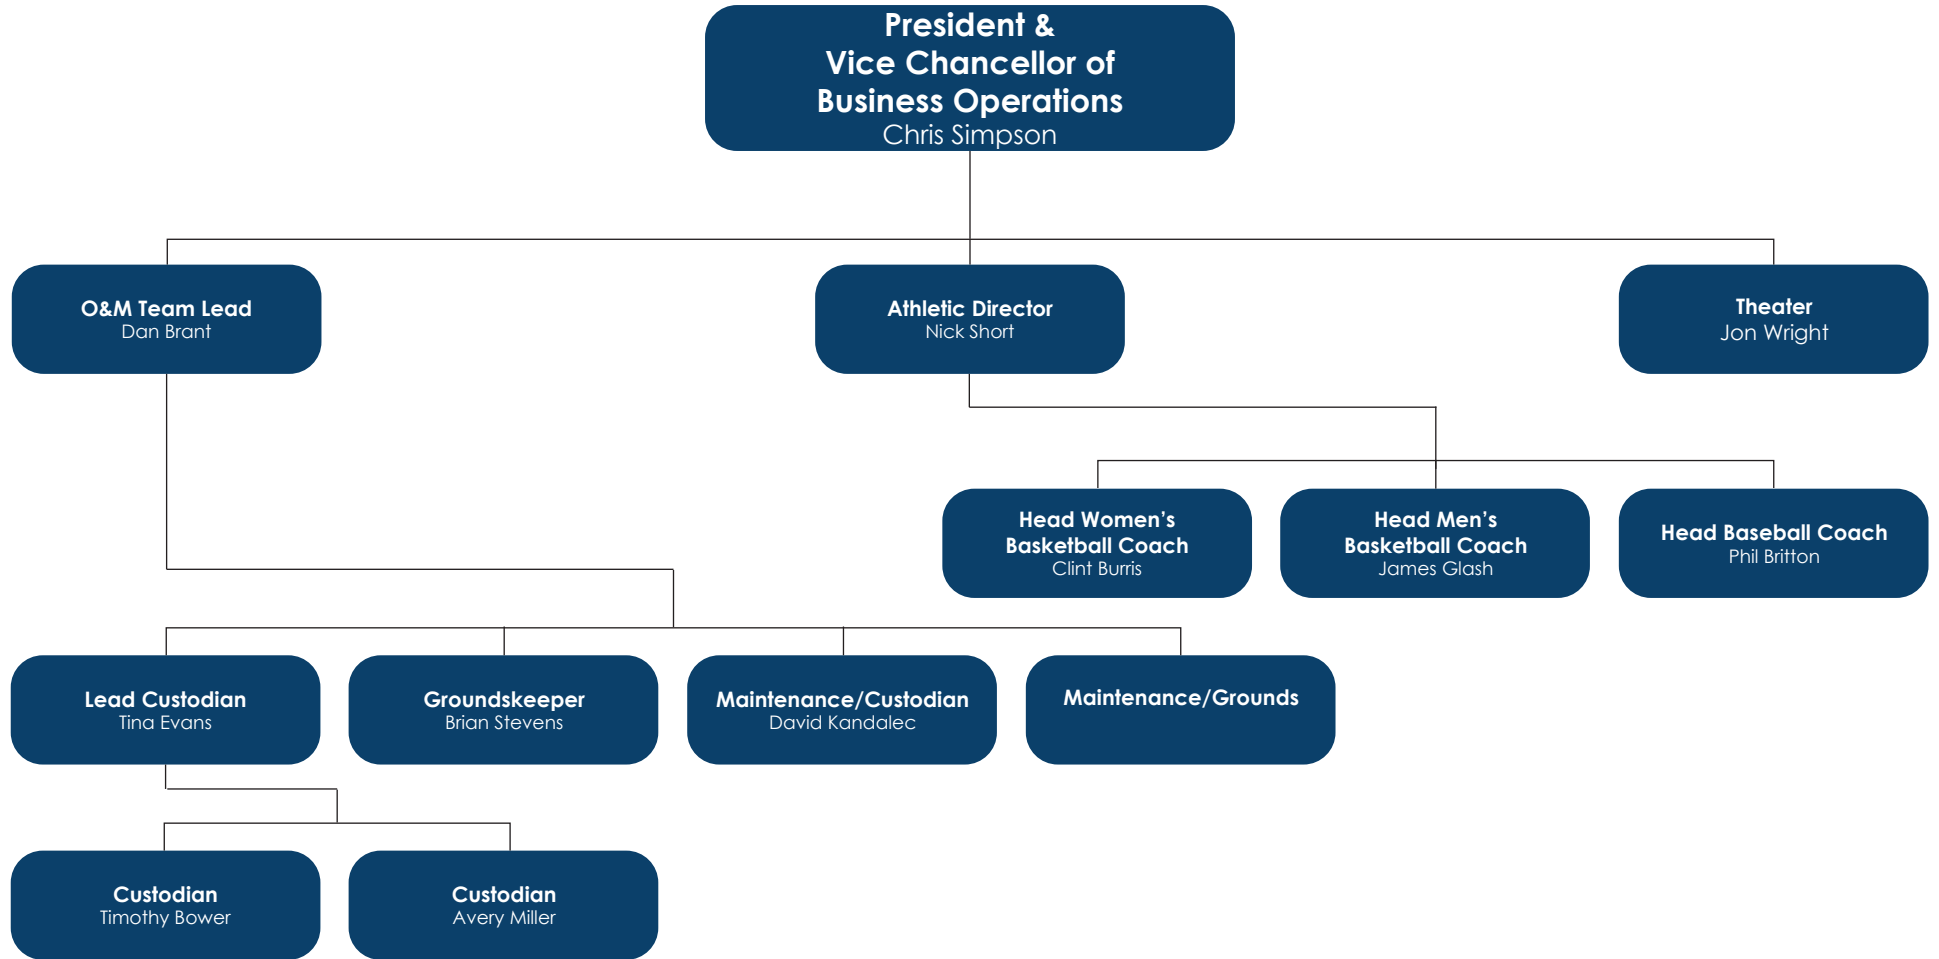 President &
Vice Chancellor of
Business Operations
Chris Simpson
O&M Team Lead
Dan Brant
Athletic Director
Nick Short
Theater
Jon Wright
Head Women’s
Basketball Coach
Clint Burris
Head Men’s
Basketball Coach
James Glash
Head Baseball Coach
Phil Britton
Lead Custodian
Tina Evans
Groundskeeper
Brian Stevens
Maintenance/Custodian
David Kandalec
Maintenance/Grounds
Custodian
Timothy Bower
Custodian
Avery Miller